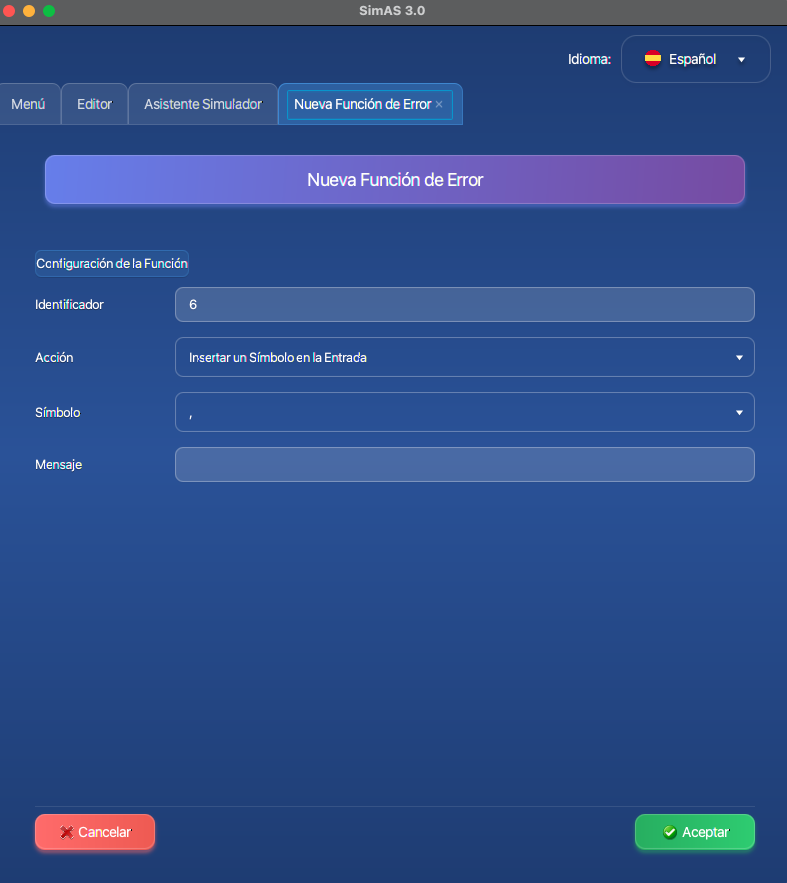 SimAS 3.0
Idioma: Español
Menú Editor Asistente Simulador Nueva Función de Error ×
Nueva Función de Error
Configuración de la Función
Identificador 6
Acción Insertar un Símbolo en la Entrada
Símbolo ,
Mensaje
Cancelar Aceptar